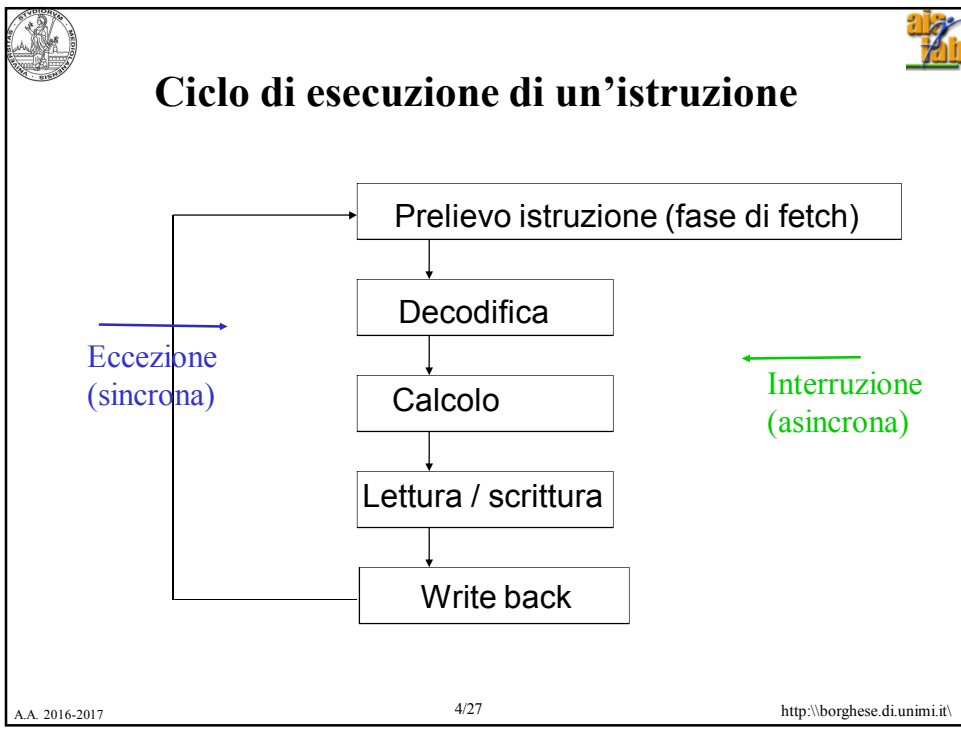 Ciclo di esecuzione di un’istruzione
Prelievo istruzione (fase di fetch)
Decodifica
Eccezione
(sincrona)
Interruzione
(asincrona)
Calcolo
Lettura / scrittura
Write back
A.A. 2016-2017
4/27
http:\\borghese.di.unimi.it\